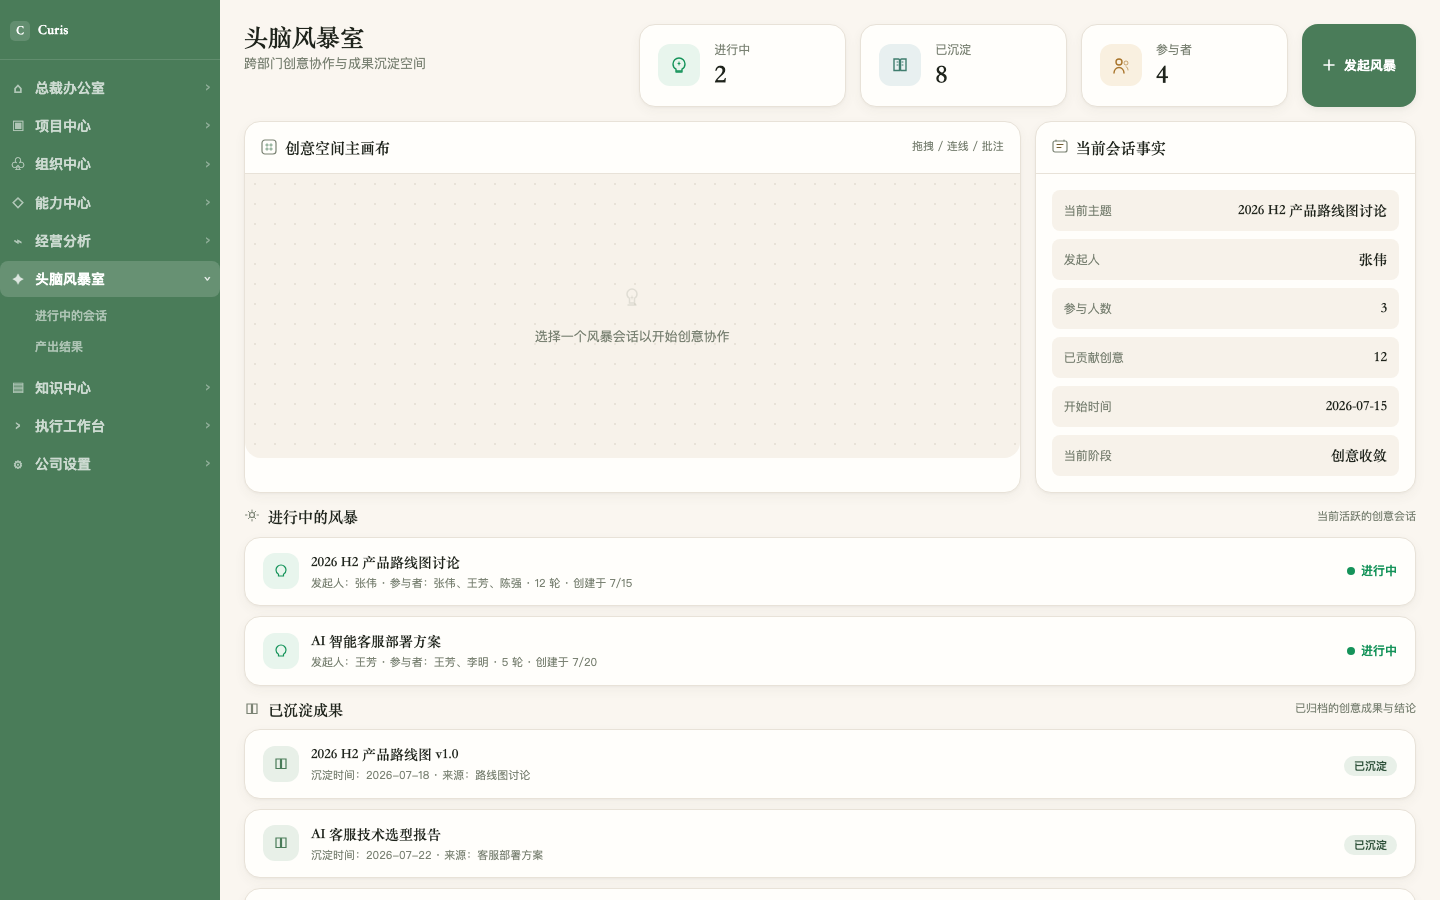 C Curis
总裁办公室
项目中心
组织中心
能力中心
经营分析
头脑风暴室
进行中的会话
产出结果
知识中心
执行工作台
公司设置
头脑风暴室
跨部门创意协作与成果沉淀空间
进行中
2
已沉淀
8
参与者
4
+ 发起风暴
创意空间主画布
拖拽 / 连线 / 批注
选择一个风暴会话以开始创意协作
当前会话事实
当前主题 2026 H2 产品路线图讨论
发起人 张伟
参与人数 3
已贡献创意 12
开始时间 2026-07-15
当前阶段 创意收敛
进行中的风暴
当前活跃的创意会话
2026 H2 产品路线图讨论
发起人：张伟 · 参与者：张伟、王芳、陈强 · 12 轮 · 创建于 7/15
进行中
AI 智能客服部署方案
发起人：王芳 · 参与者：王芳、李明 · 5 轮 · 创建于 7/20
进行中
已沉淀成果
已归档的创意成果与结论
2026 H2 产品路线图 v1.0
沉淀时间：2026-07-18 · 来源：路线图讨论
已沉淀
AI 客服技术选型报告
沉淀时间：2026-07-22 · 来源：客服部署方案
已沉淀